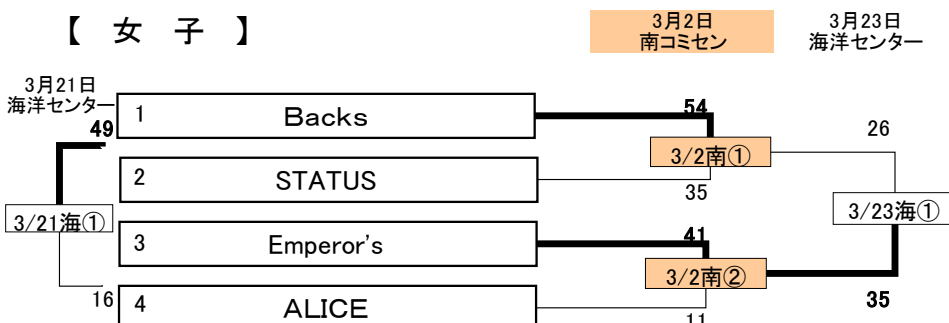 【 女 子 】
3月2日
南コミセン
3月23日
海洋センター
3月21日
海洋センター
49
1 Backs
54
3/2南①
26
2 STATUS
35
3/21海①
3/23海①
3 Emperor's
41
3/2南②
16
4 ALICE
11
35